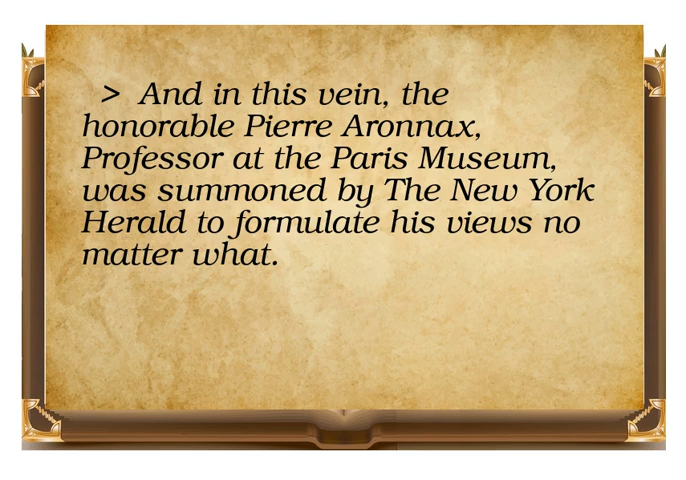 > And in this vein, the
honorable Pierre Aronnax,
Professor at the Paris Museum,
was summoned by The New York
Herald to formulate his views no
matter what.